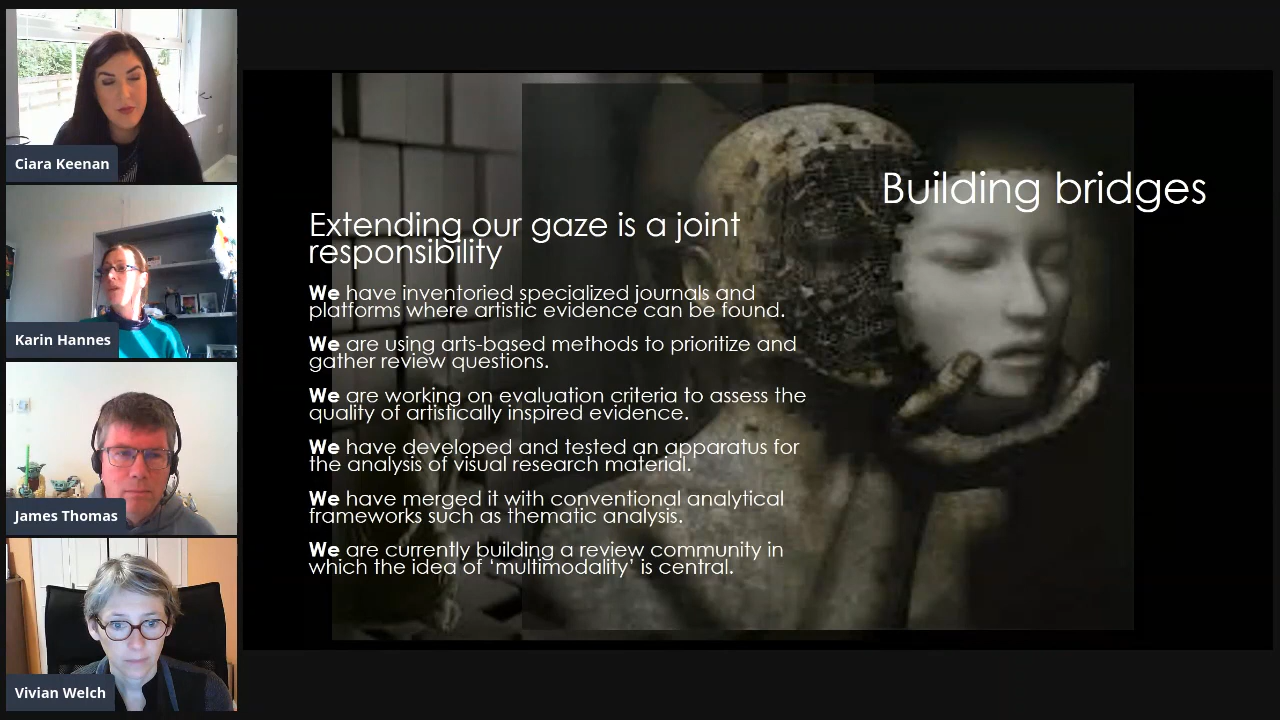 Ciara Keenan
Karin Hannes
James Thomas
Vivian Welch
Building bridges
Extending our gaze is a joint
responsibility
We have inventoried specialized journals and
platforms where artistic evidence can be found.
We are using arts-based methods to prioritize and
gather review questions.
We are working on evaluation criteria to assess the
quality of artistically inspired evidence.
We have developed and tested an apparatus for
the analysis of visual research material.
We have merged it with conventional analytical
frameworks such as thematic analysis.
We are currently building a review community in
which the idea of ‘multimodality’ is central.